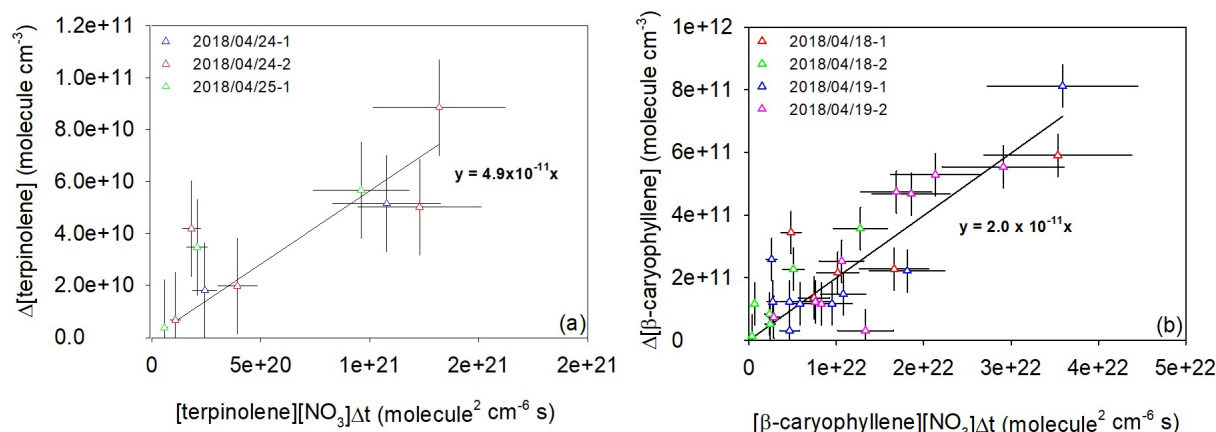 1.2e+11
1.0e+11
8.0e+10
6.0e+10
4.0e+10
2.0e+10
0.0
Δ[terpinolene] (molecule cm⁻³)
2018/04/24-1
2018/04/24-2
2018/04/25-1
y = 4.9x10⁻¹¹x
(a)
0 5e+20 1e+21 2e+21 2e+21
[terpinolene][NO₃]Δt (molecule² cm⁻⁶ s)
1e+12
8e+11
6e+11
4e+11
2e+11
0
Δ[β-caryophyllene] (molecule cm⁻³)
2018/04/18-1
2018/04/18-2
2018/04/19-1
2018/04/19-2
y = 2.0 x 10⁻¹¹x
(b)
0 1e+22 2e+22 3e+22 4e+22 5e+22
[β-caryophyllene][NO₃]Δt (molecule² cm⁻⁶ s)